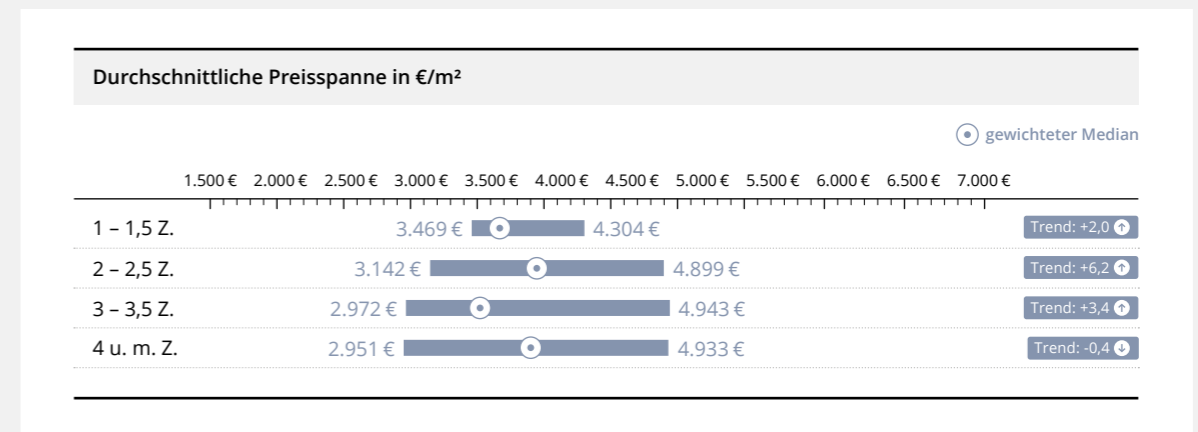 Durchschnittliche Preisspanne in €/m²
gewichteter Median
1.500 € 2.000 € 2.500 € 3.000 € 3.500 € 4.000 € 4.500 € 5.000 € 5.500 € 6.000 € 6.500 € 7.000 €
1 – 1,5 Z. 3.469 € 4.304 € Trend: +2,0
2 – 2,5 Z. 3.142 € 4.899 € Trend: +6,2
3 – 3,5 Z. 2.972 € 4.943 € Trend: +3,4
4 u. m. Z. 2.951 € 4.933 € Trend: -0,4